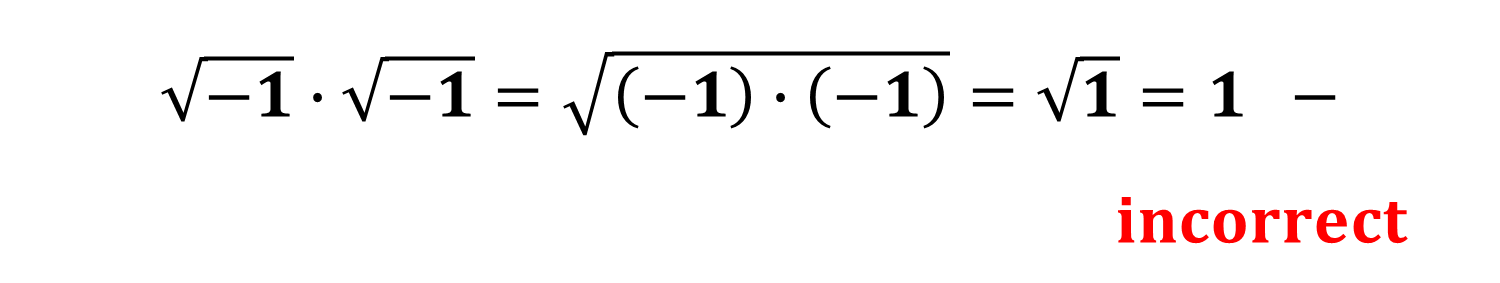 √−1 · √−1 = √(−1) · (−1) = √1 = 1 −
incorrect